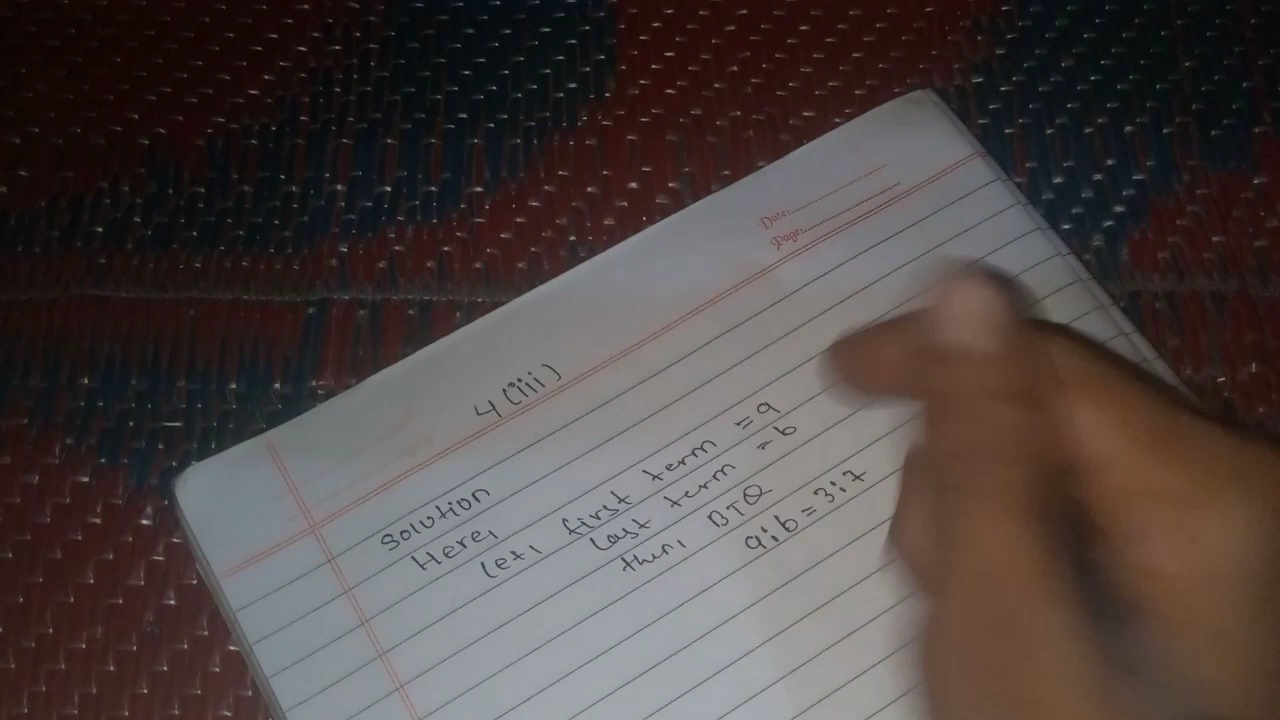 Date:
Page:
4(iii)
Solution
Here,
let, first term = a
last term = b
then, BTQ
a:b = 3:7